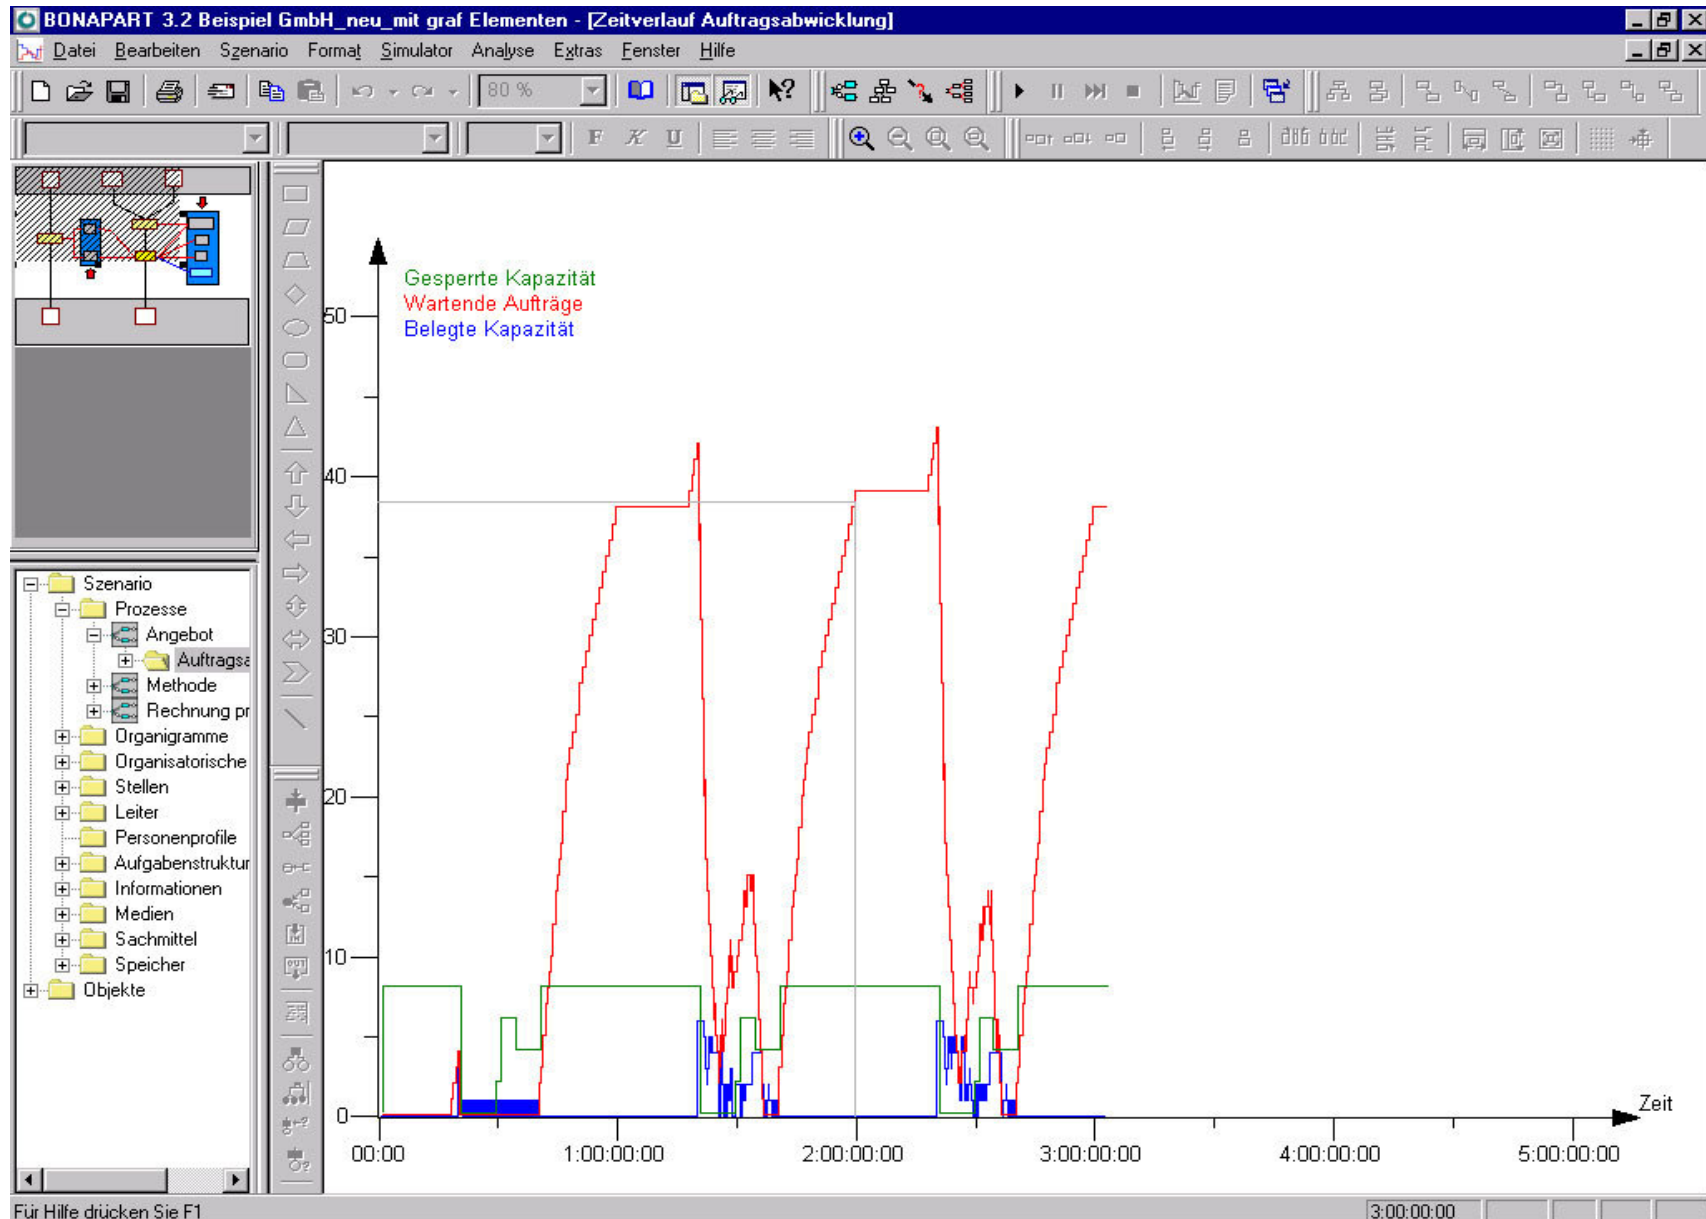 BONAPART 3.2 Beispiel GmbH_neu_mit graf Elementen - [Zeitverlauf Auftragsabwicklung]
Datei Bearbeiten Szenario Format Simulator Analyse Extras Fenster Hilfe
80 %
F K U
Gesperrte Kapazität
Wartende Aufträge
Belegte Kapazität
50
40
30
20
10
0
Zeit
00:00 1:00:00:00 2:00:00:00 3:00:00:00 4:00:00:00 5:00:00:00
Szenario
Prozesse
Angebot
Auftragsa
Methode
Rechnung pr
Organigramme
Organisatorische
Stellen
Leiter
Personenprofile
Aufgabenstruktur
Informationen
Medien
Sachmittel
Speicher
Objekte
OUT
Für Hilfe drücken Sie F1
3:00:00:00